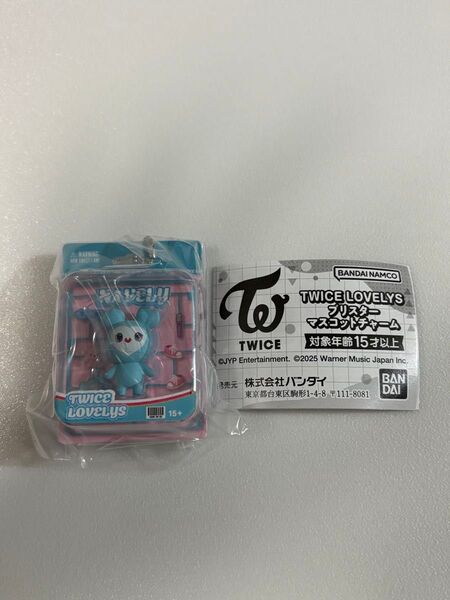 WARNING
NAVELY
TWICE
LOVELYS
15+
BANDAI NAMCO
TWICE
TWICE LOVELYS
ブリスター
マスコットチャーム
対象年齢15才以上
©JYP Entertainment. ©2025 Warner Music Japan Inc.
発売元 株式会社バンダイ
東京都台東区駒形1-4-8 〒111-8081
BAN
DAI